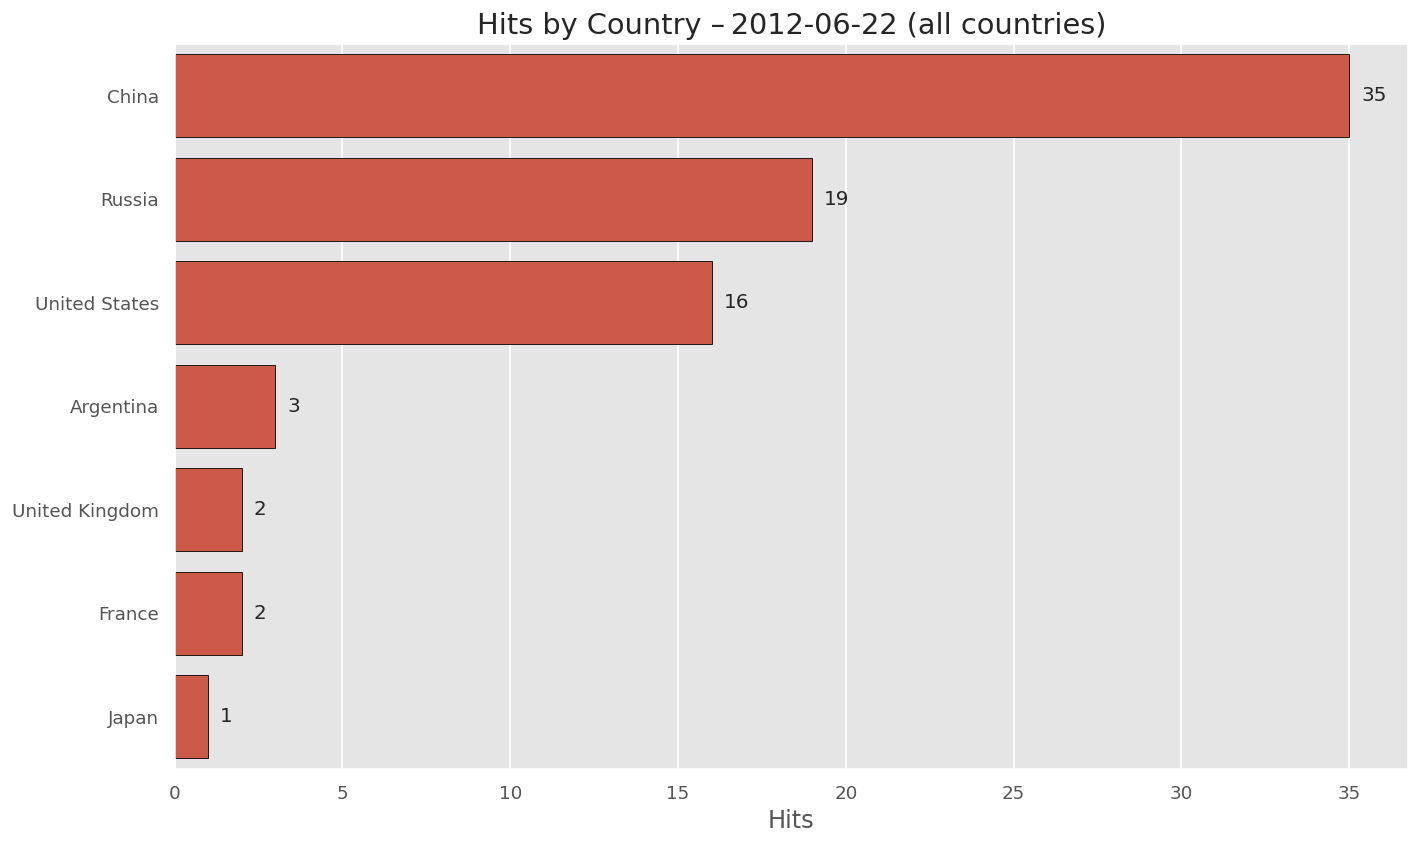 Hits by Country – 2012-06-22 (all countries)
China 35
Russia 19
United States 16
Argentina 3
United Kingdom 2
France 2
Japan 1
0 5 10 15 20 25 30 35
Hits